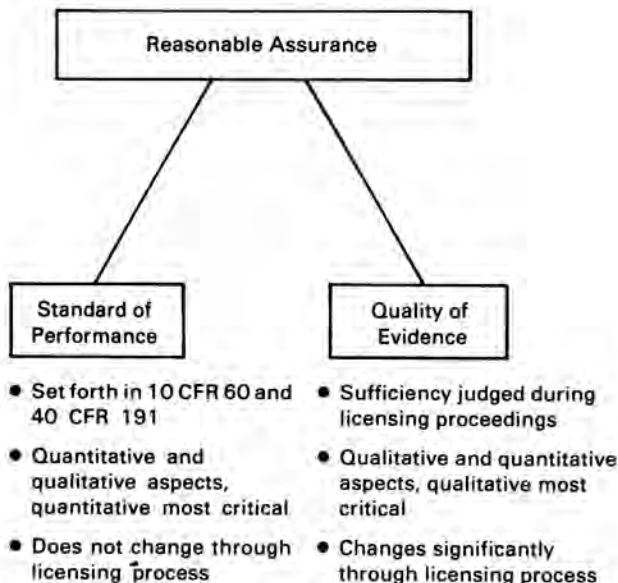 Reasonable Assurance
Standard of
Performance
● Set forth in 10 CFR 60 and
40 CFR 191
● Quantitative and
qualitative aspects,
quantitative most critical
● Does not change through
licensing process
Quality of
Evidence
● Sufficiency judged during
licensing proceedings
● Qualitative and quantitative
aspects, qualitative most
critical
● Changes significantly
through licensing process